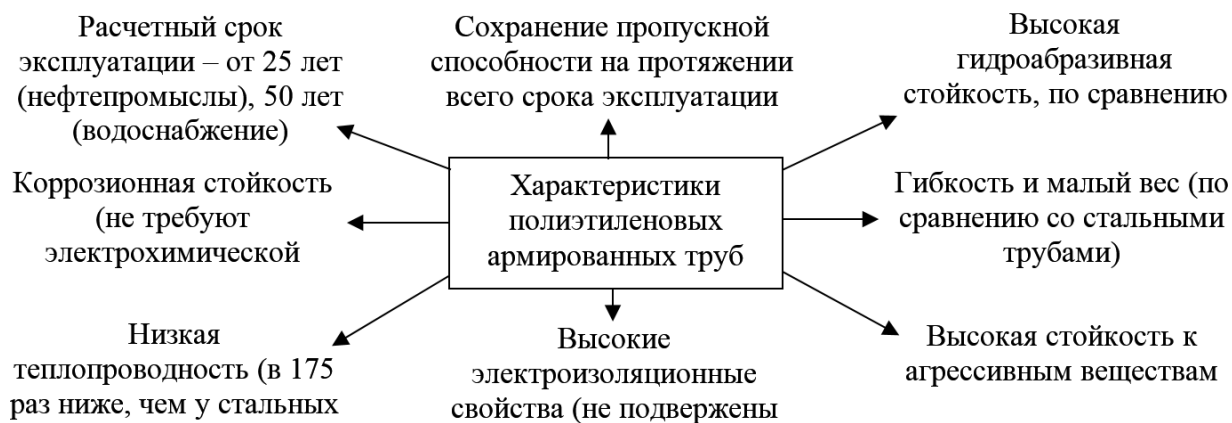 Расчетный срок
эксплуатации – от 25 лет
(нефтепромыслы), 50 лет
(водоснабжение)
Сохранение пропускной
способности на протяжении
всего срока эксплуатации
Высокая
гидроабразивная
стойкость, по сравнению
Коррозионная стойкость
(не требуют
электрохимической
Характеристики
полиэтиленовых
армированных труб
Гибкость и малый вес (по
сравнению со стальными
трубами)
Низкая
теплопроводность (в 175
раз ниже, чем у стальных
Высокие
электроизоляционные
свойства (не подвержены
Высокая стойкость к
агрессивным веществам